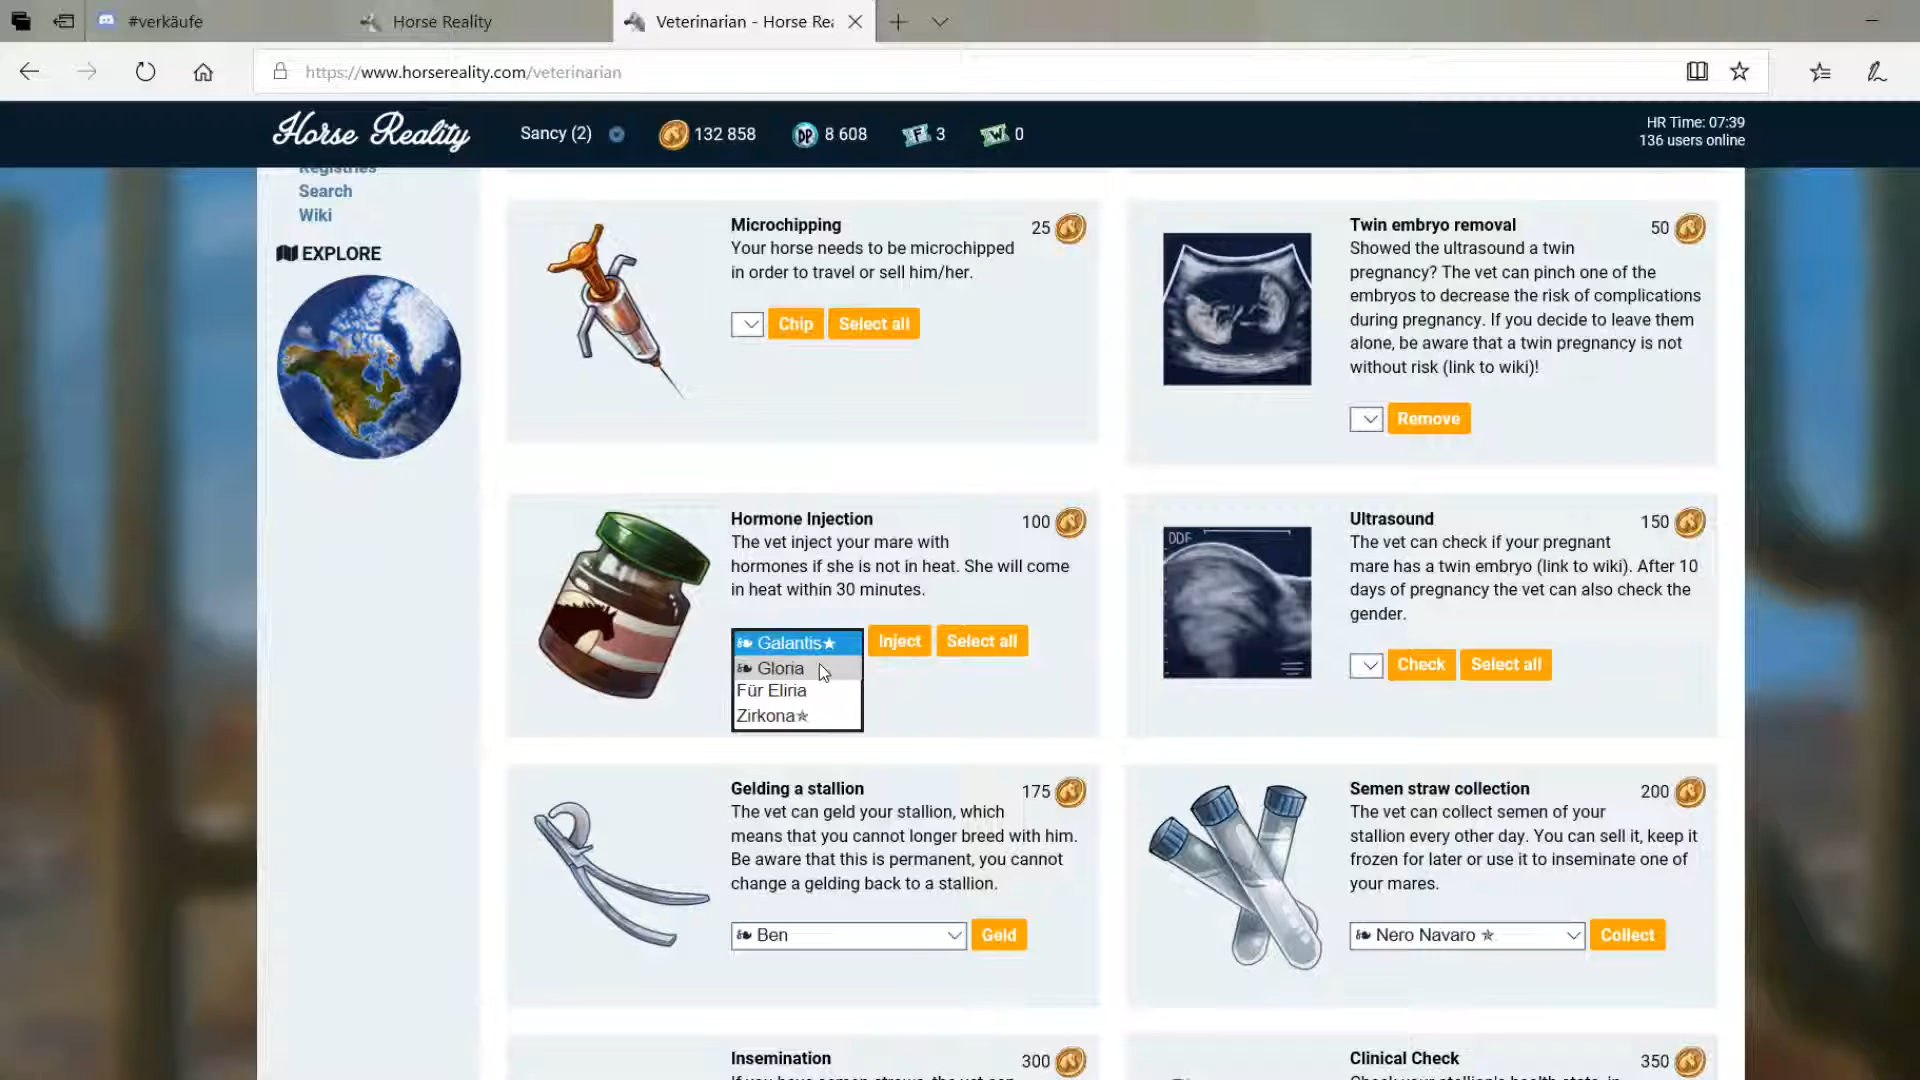 #verkäufe
Horse Reality
Veterinarian - Horse Rea
https://www.horsereality.com/veterinarian
Horse Reality
Sancy (2)
132 858
DP
8 608
F
3
W
0
HR Time: 07:39
136 users online
Registries
Search
Wiki
EXPLORE
Microchipping
25
Your horse needs to be microchipped
in order to travel or sell him/her.
Chip
Select all
Twin embryo removal
50
Showed the ultrasound a twin
pregnancy? The vet can pinch one of the
embryos to decrease the risk of complications
during pregnancy. If you decide to leave them
alone, be aware that a twin pregnancy is not
without risk (link to wiki)!
Remove
Hormone Injection
100
The vet inject your mare with
hormones if she is not in heat. She will come
in heat within 30 minutes.
Galantis★
Gloria
Für Eliria
Zirkona✯
Inject
Select all
DDF
Ultrasound
150
The vet can check if your pregnant
mare has a twin embryo (link to wiki). After 10
days of pregnancy the vet can also check the
gender.
Check
Select all
Gelding a stallion
175
The vet can geld your stallion, which
means that you cannot longer breed with him.
Be aware that this is permanent, you cannot
change a gelding back to a stallion.
Ben
Geld
Semen straw collection
200
The vet can collect semen of your
stallion every other day. You can sell it, keep it
frozen for later or use it to inseminate one of
your mares.
Nero Navaro ✯
Collect
Insemination
300
Clinical Check
350